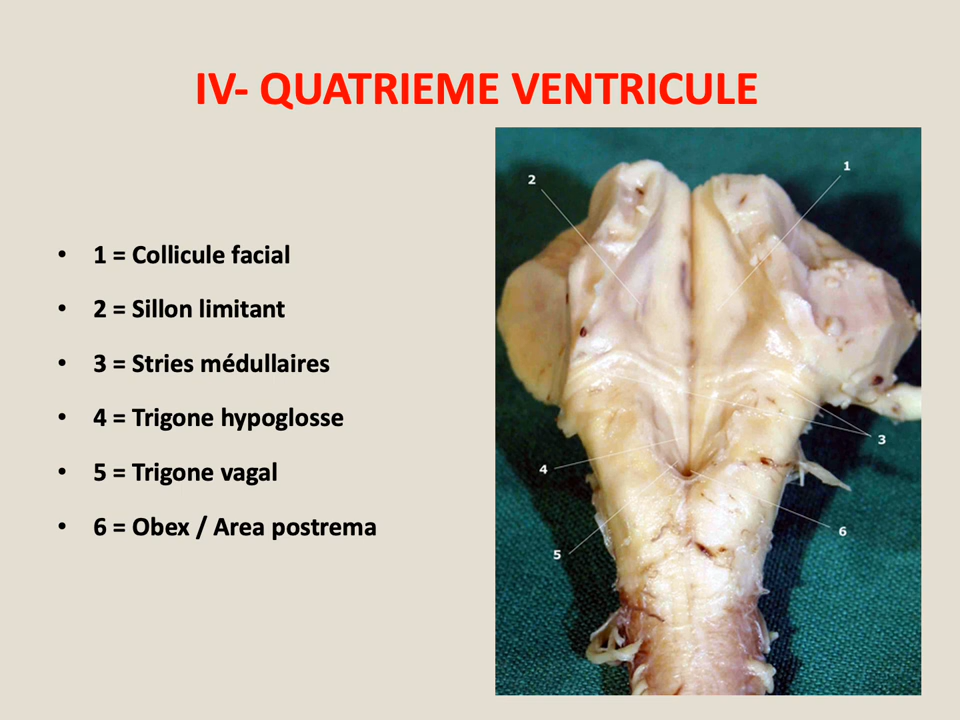 IV- QUATRIEME VENTRICULE
• 1 = Collicule facial
• 2 = Sillon limitant
• 3 = Stries médullaires
• 4 = Trigone hypoglosse
• 5 = Trigone vagal
• 6 = Obex / Area postrema
1
2
3
4
6
5